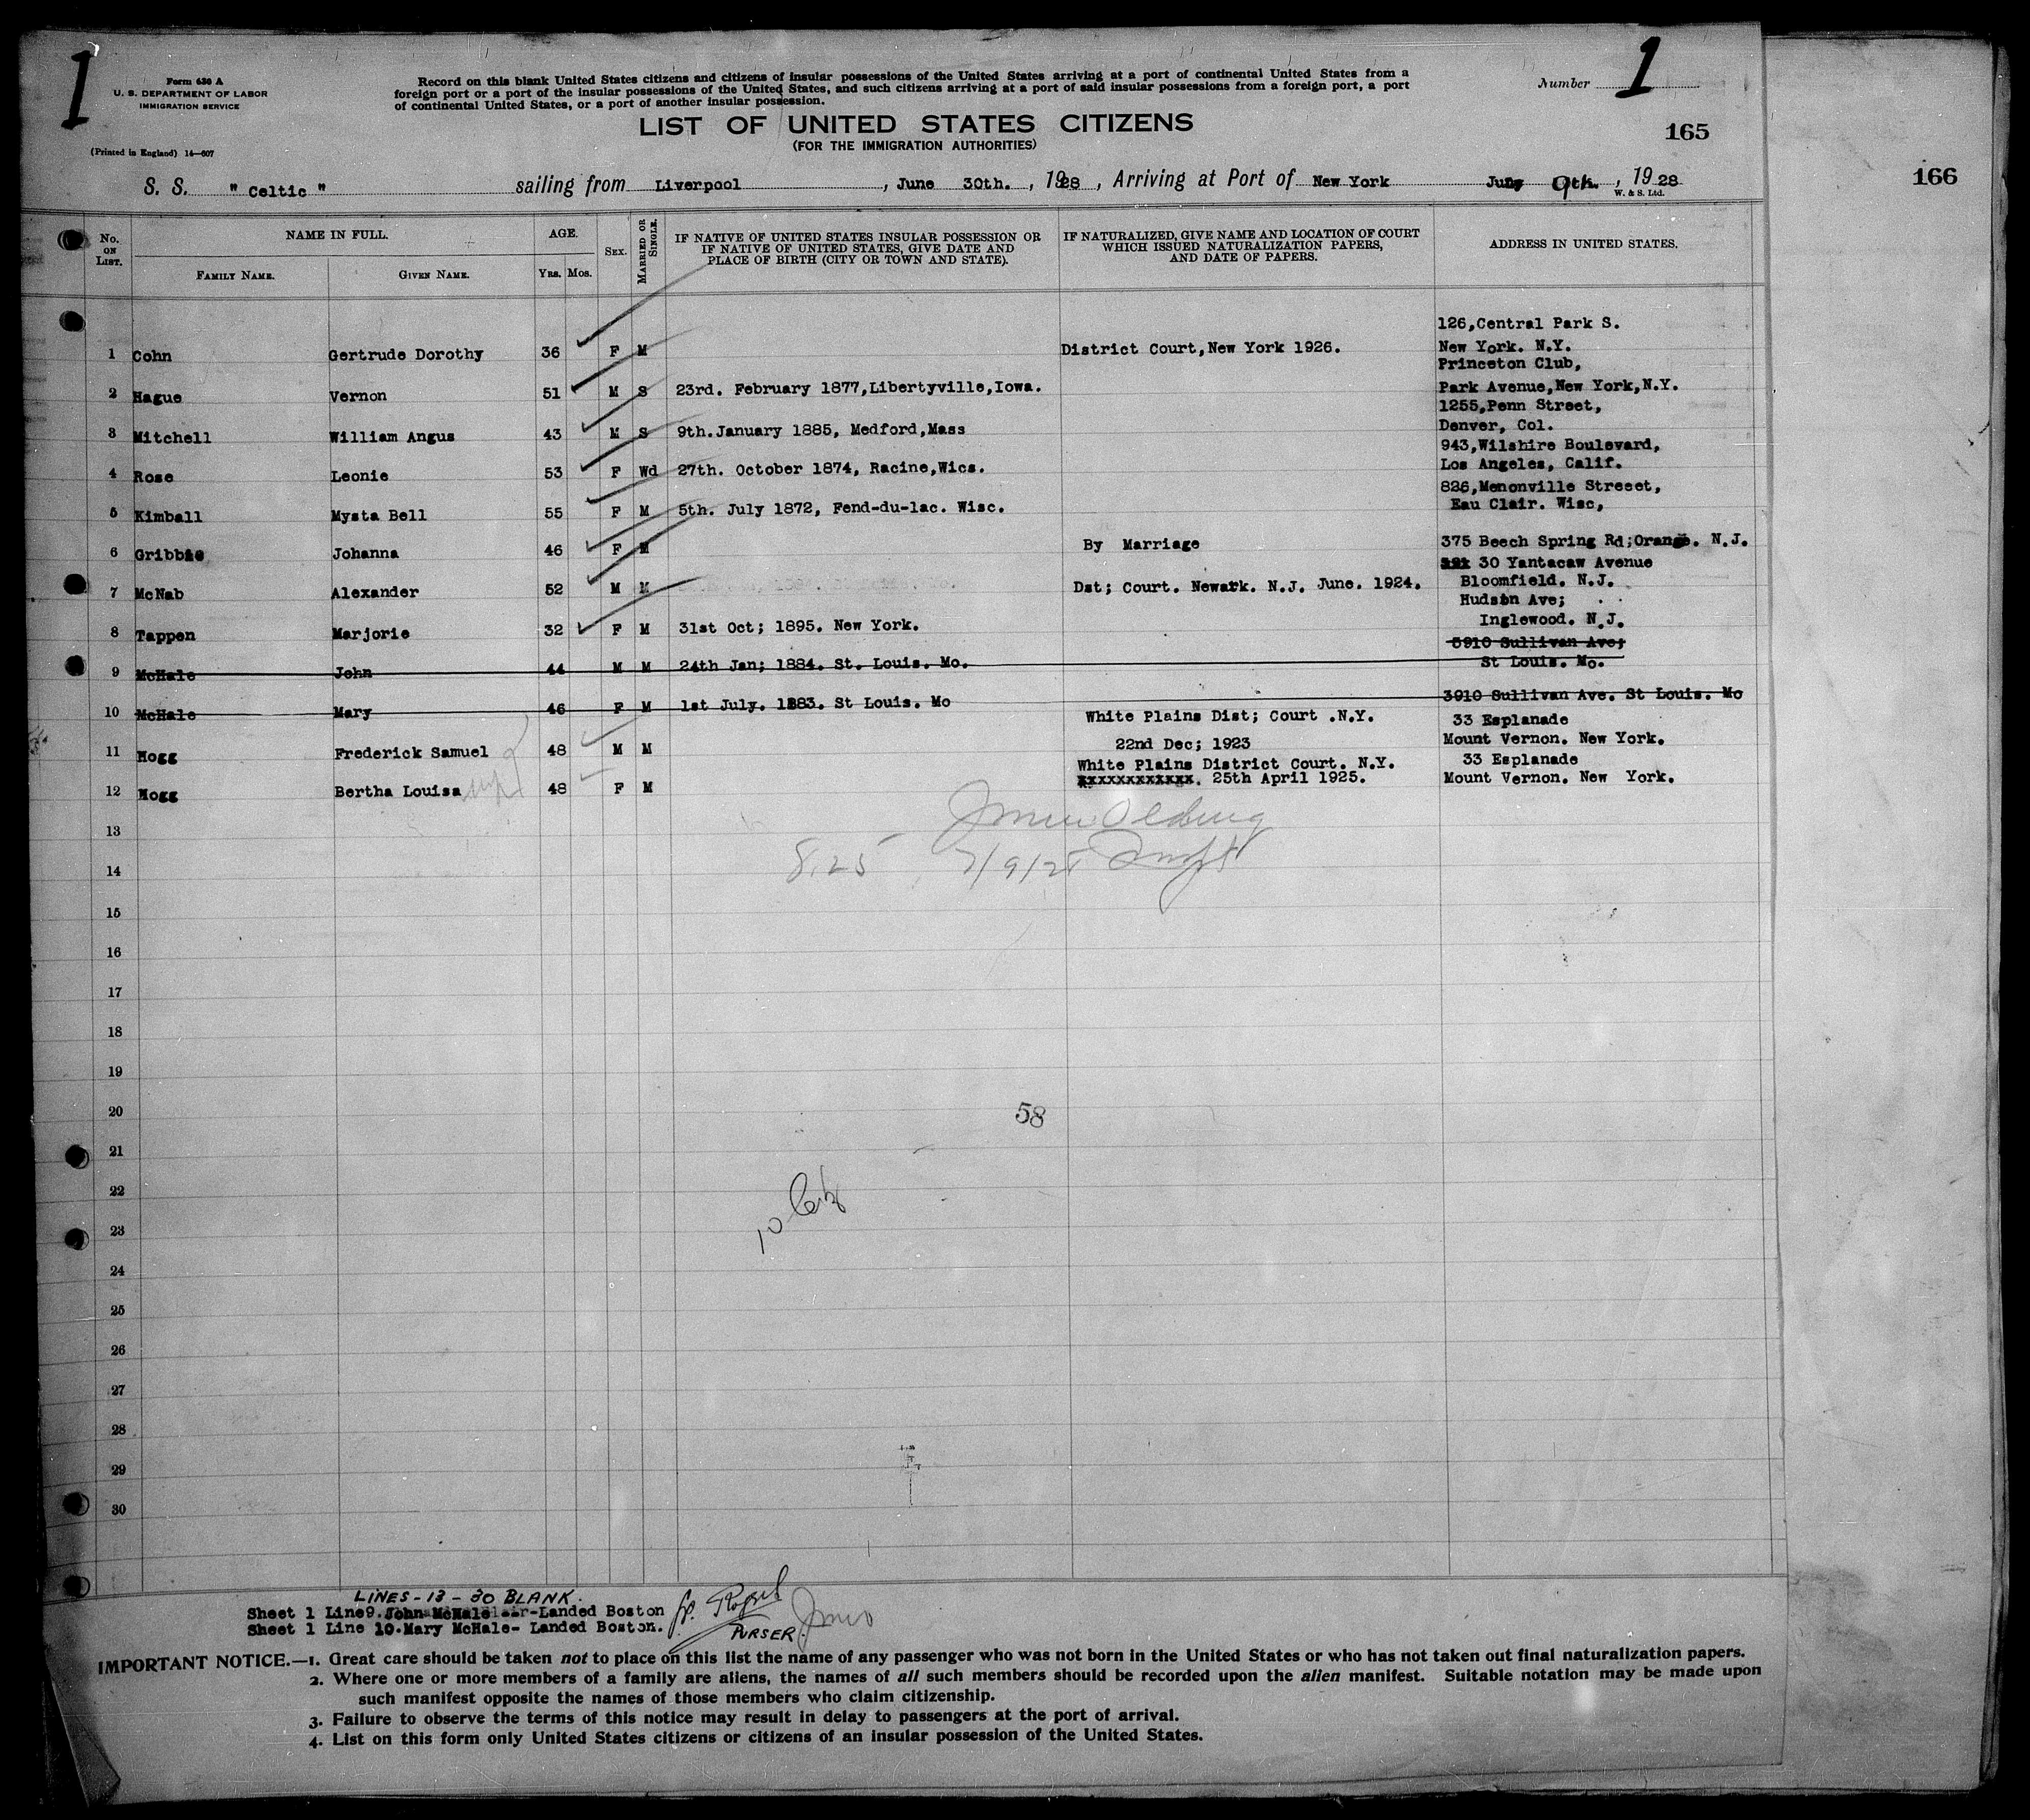 1
Form 630 A
U. S. DEPARTMENT OF LABOR
IMMIGRATION SERVICE
(Printed in England) 14—607
Record on this blank United States citizens and citizens of insular possessions of the United States arriving at a port of continental United States from a
foreign port or a port of the insular possessions of the United States, and such citizens arriving at a port of said insular possessions from a foreign port, a port
of continental United States, or a port of another insular possession.
LIST OF UNITED STATES CITIZENS
(FOR THE IMMIGRATION AUTHORITIES)
Number 1
165
166
S. S. " Celtic " sailing from Liverpool , June 30th. , 1928 , Arriving at Port of New York July 9th. , 19 28
W. & S. Ltd.
No. ON LIST.
NAME IN FULL.
FAMILY NAME.
GIVEN NAME.
AGE.
YRS. MOS.
SEX.
MARRIED OR SINGLE.
IF NATIVE OF UNITED STATES INSULAR POSSESSION OR
IF NATIVE OF UNITED STATES, GIVE DATE AND
PLACE OF BIRTH (CITY OR TOWN AND STATE).
IF NATURALIZED, GIVE NAME AND LOCATION OF COURT
WHICH ISSUED NATURALIZATION PAPERS,
AND DATE OF PAPERS.
ADDRESS IN UNITED STATES.
126,Central Park S.
1 Cohn Gertrude Dorothy 36 F M District Court,New York 1926. New York. N.Y.
Princeton Club,
2 Hague Vernon 51 M S 23rd. February 1877,Libertyville,Iowa. Park Avenue,New York,N.Y.
1255,Penn Street,
3 Mitchell William Angus 43 M S 9th.January 1885, Medford,Mass Denver, Col.
943,Wilshire Boulevard,
4 Rose Leonie 53 F Wd 27th. October 1874, Racine,Wics. Los Angeles, Calif.
826,Menonville Streeet,
5 Kimball Mysta Bell 55 F M 5th. July 1872, Fend-du-lac. Wisc. Eau Clair. Wisc,
6 Gribbie Johanna 46 F M By Marriage 375 Beech Spring Rd;Orange. N.J.
30 Yantacaw Avenue
7 McNab Alexander 52 M M Dst; Court. Newark. N.J. June. 1924. Bloomfield. N.J.
Hudson Ave;
8 Tappen Marjorie 32 F M 31st Oct; 1895. New York. Inglewood. N.J.
3910 Sullivan Ave;
9 McHale John 44 M M 24th Jan; 1884. St. Louis. Mo. St Louis. Mo.
10 McHale Mary 46 F M 1st July. 1883. St Louis. Mo 3910 Sullivan Ave. St Louis. Mo
White Plains Dist; Court .N.Y. 33 Esplanade
11 Hogg Frederick Samuel 48 M M 22nd Dec; 1923 Mount Vernon. New York.
White Plains District Court. N.Y. 33 Esplanade
12 Hogg Bertha Louisa 48 F M xxxxxxxxxxxx. 25th April 1925. Mount Vernon. New York.
13
8.25
14
15
16
17
18
19
20
58
21
22
10
23
24
25
26
27
28
29
30
LINES - 13 - 30 BLANK.
Sheet 1 Line9. John McHale -Landed Boston
Sheet 1 Line 10.Mary McHale- Landed Boston.
PURSER.
IMPORTANT NOTICE.—1. Great care should be taken not to place on this list the name of any passenger who was not born in the United States or who has not taken out final naturalization papers.
2. Where one or more members of a family are aliens, the names of all such members should be recorded upon the alien manifest. Suitable notation may be made upon
such manifest opposite the names of those members who claim citizenship.
3. Failure to observe the terms of this notice may result in delay to passengers at the port of arrival.
4. List on this form only United States citizens or citizens of an insular possession of the United States.